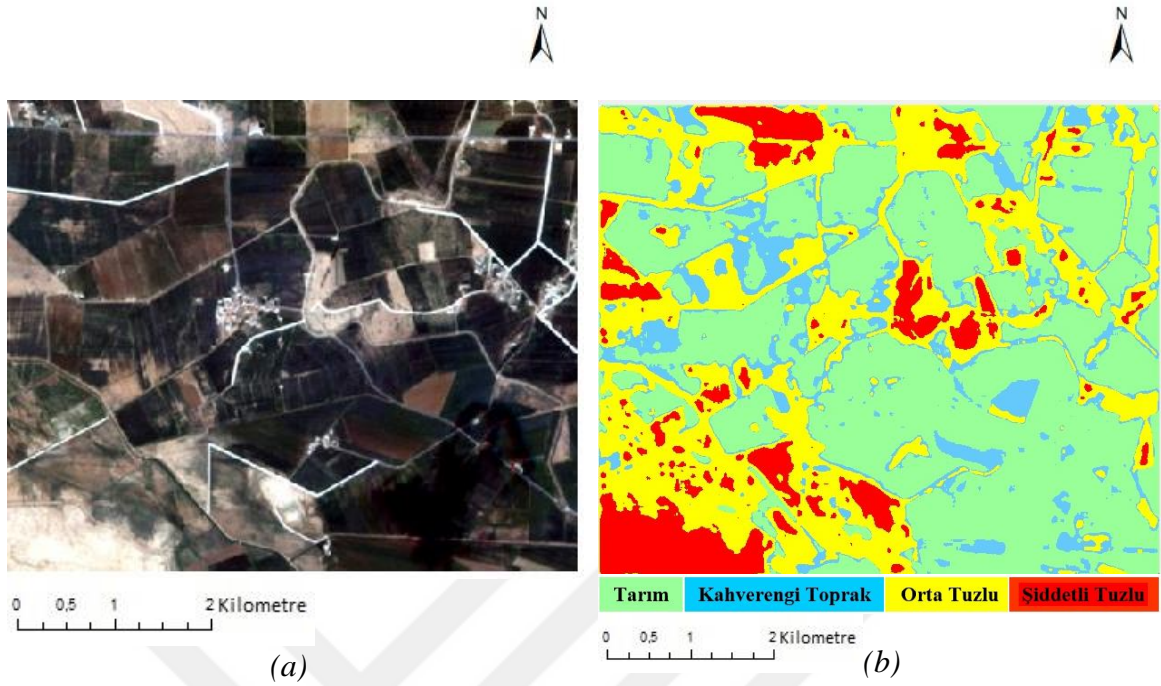 N
N
Tarım Kahverengi Toprak Orta Tuzlu Şiddetli Tuzlu
0 0,5 1 2 Kilometre
0 0,5 1 2 Kilometre
(a)
(b)